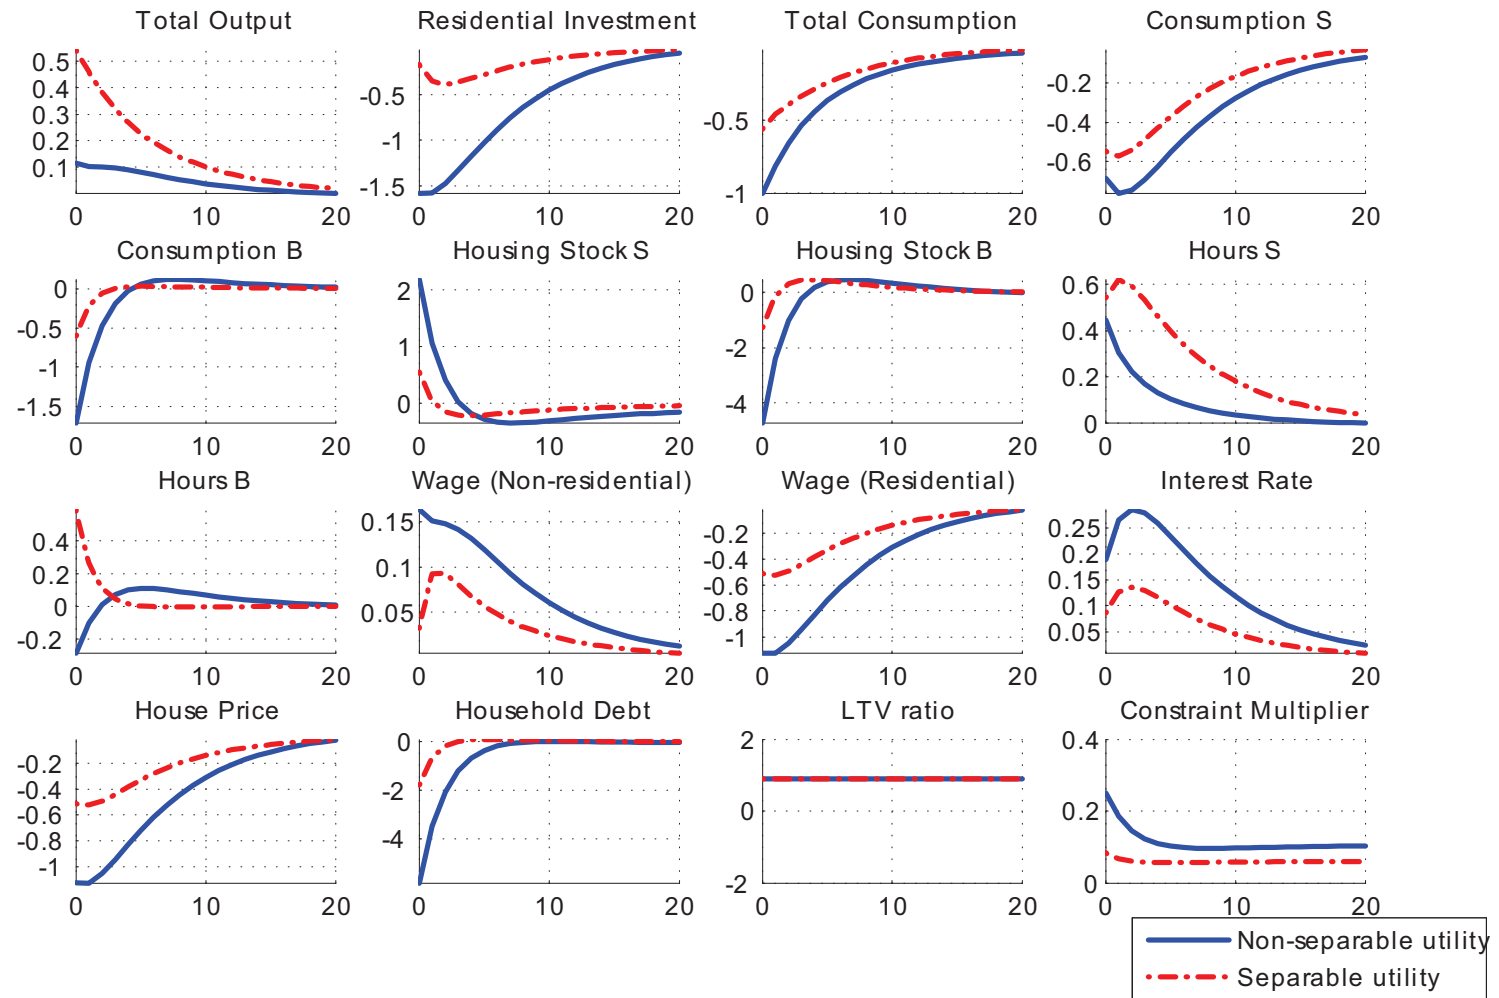 Total Output
Residential Investment
Total Consumption
Consumption S
0.5
0.4
0.3
0.2
0.1
0 10 20
-0.5
-1
-1.5
0 10 20
-0.5
-1
0 10 20
-0.2
-0.4
-0.6
0 10 20
Consumption B
Housing Stock S
Housing Stock B
Hours S
0
-0.5
-1
-1.5
0 10 20
2
1
0
0 10 20
0
-2
-4
0 10 20
0.6
0.4
0.2
0
0 10 20
Hours B
Wage (Non-residential)
Wage (Residential)
Interest Rate
0.4
0.2
0
-0.2
0 10 20
0.15
0.1
0.05
0 10 20
-0.2
-0.4
-0.6
-0.8
-1
0 10 20
0.25
0.2
0.15
0.1
0.05
0 10 20
House Price
Household Debt
LTV ratio
Constraint Multiplier
-0.2
-0.4
-0.6
-0.8
-1
0 10 20
0
-2
-4
0 10 20
2
0
-2
0 10 20
0.4
0.2
0
0 10 20
Non-separable utility
Separable utility